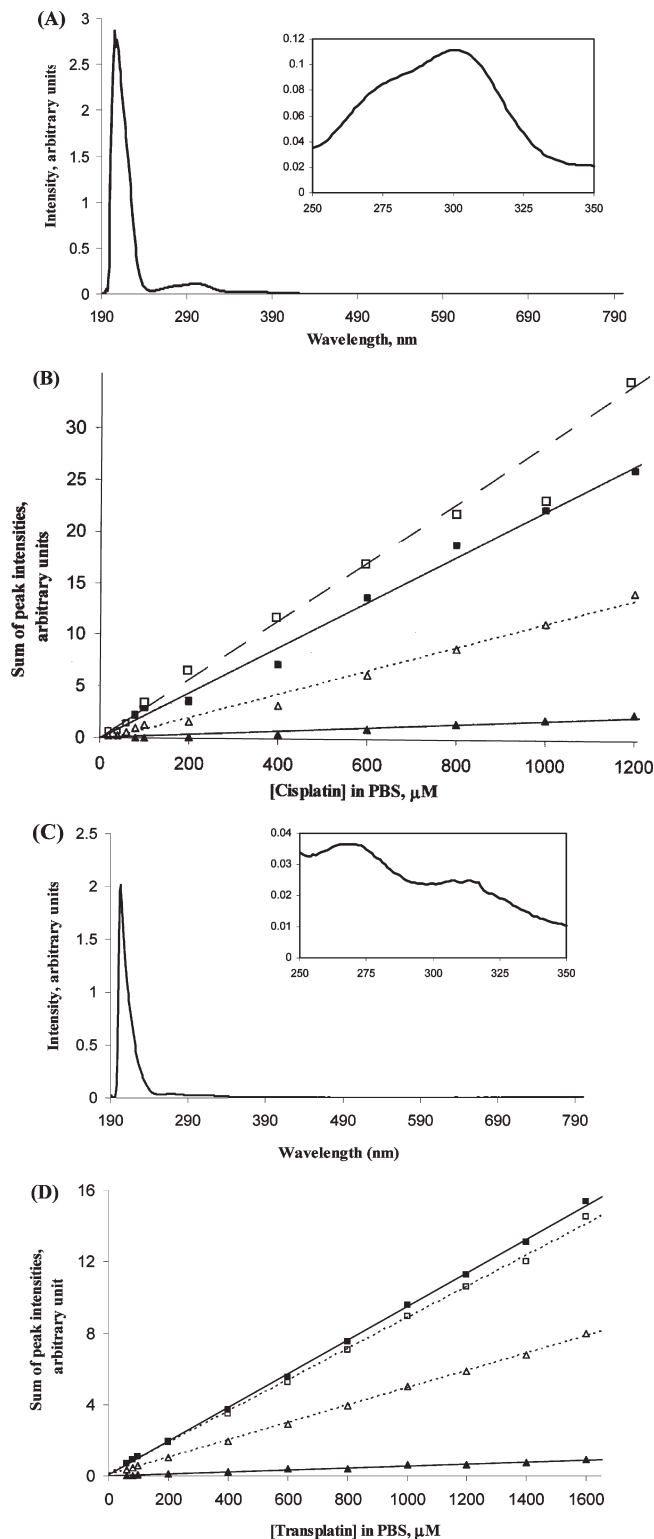 (A)
3
2.5
2
1.5
1
0.5
0
Intensity, arbitrary units
190 290 390 490 590 690 790
Wavelength, nm
0.12
0.1
0.08
0.06
0.04
0.02
0
250 275 300 325 350
(B)
30
25
20
15
10
5
0
Sum of peak intensities,
arbitrary units
0 200 400 600 800 1000 1200
[Cisplatin] in PBS, µM
(C)
2.5
2
1.5
1
0.5
0
Intensity, arbitrary units
190 290 390 490 590 690 790
Wavelength (nm)
0.04
0.03
0.02
0.01
0
250 275 300 325 350
(D)
16
12
8
4
0
Sum of peak intensities,
arbitrary unit
0 200 400 600 800 1000 1200 1400 1600
[Transplatin] in PBS, µM